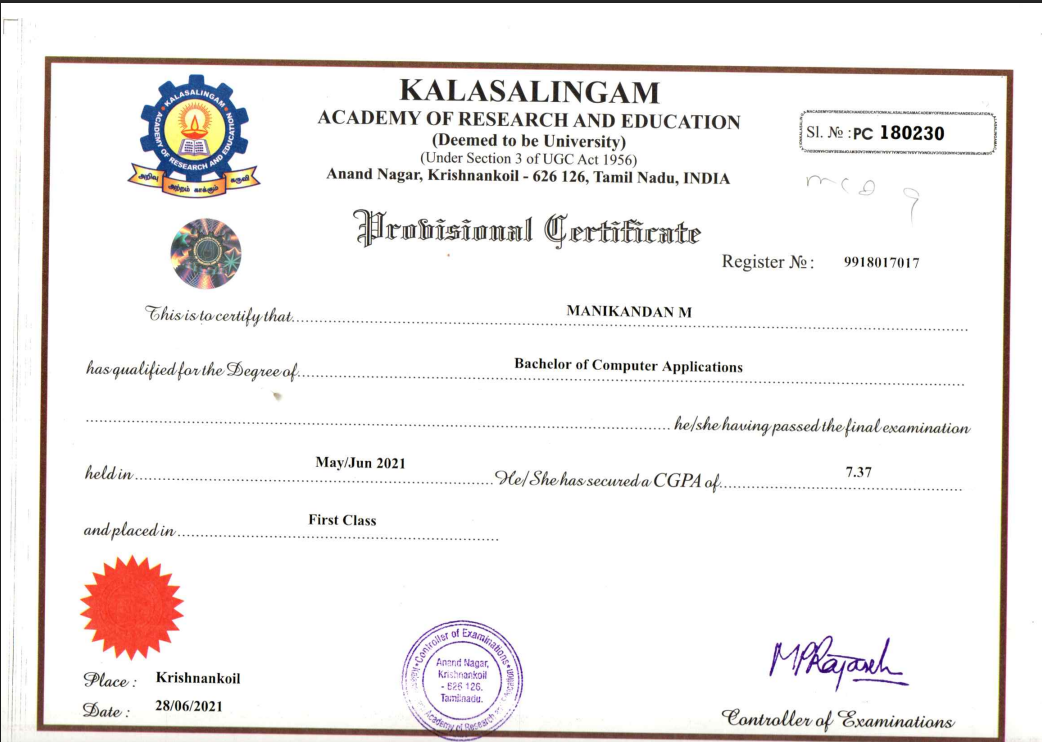 KALASALINGAM
ACADEMY OF RESEARCH AND EDUCATION
(Deemed to be University)
(Under Section 3 of UGC Act 1956)
Anand Nagar, Krishnankoil - 626 126, Tamil Nadu, INDIA
KALASALINGAM
ACADEMY OF RESEARCH AND EDUCATION
அறிவு அற்றம் காக்கும் கருவி
Sl. № : PC 180230
Provisional Certificate
Register № : 9918017017
This is to certify that MANIKANDAN M
has qualified for the Degree of Bachelor of Computer Applications
he/she having passed the final examination
held in May/Jun 2021 He/She has secured a CGPA of 7.37
and placed in First Class
Controller of Examinations
Anand Nagar,
Krishnankoil
- 626 126.
Tamilnadu.
Academy of Research
Place : Krishnankoil
Date : 28/06/2021
Controller of Examinations